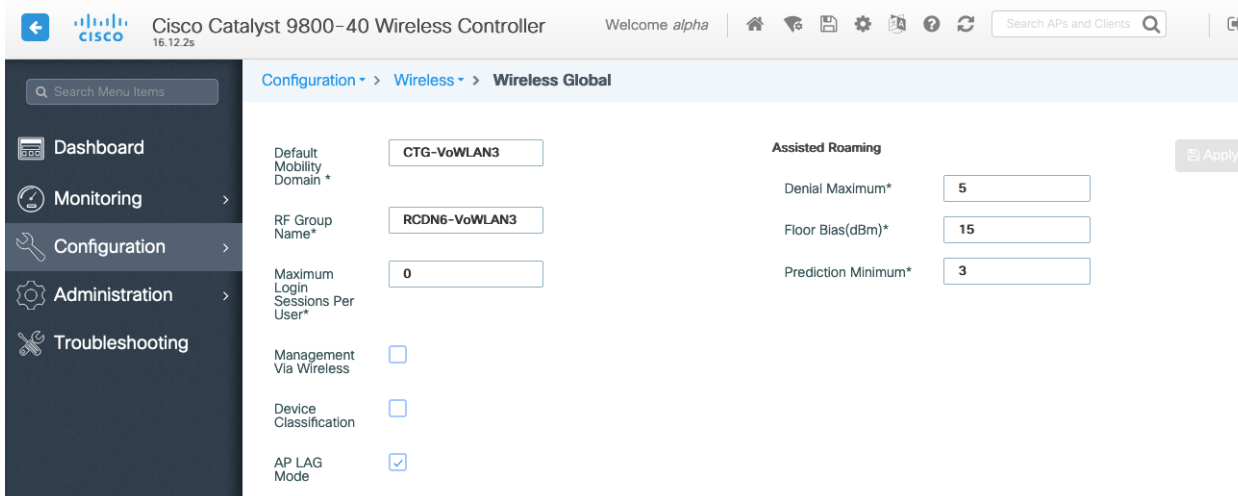 CISCO
Cisco Catalyst 9800-40 Wireless Controller
16.12.2s
Welcome alpha
Search APs and Clients
Search Menu Items
Dashboard
Monitoring
Configuration
Administration
Troubleshooting
Configuration > Wireless > Wireless Global
Default
Mobility
Domain *
CTG-VoWLAN3
RF Group
Name*
RCDN6-VoWLAN3
Maximum
Login
Sessions Per
User*
0
Management
Via Wireless
Device
Classification
AP LAG
Mode
Assisted Roaming
Denial Maximum*
5
Floor Bias(dBm)*
15
Prediction Minimum*
3
Apply